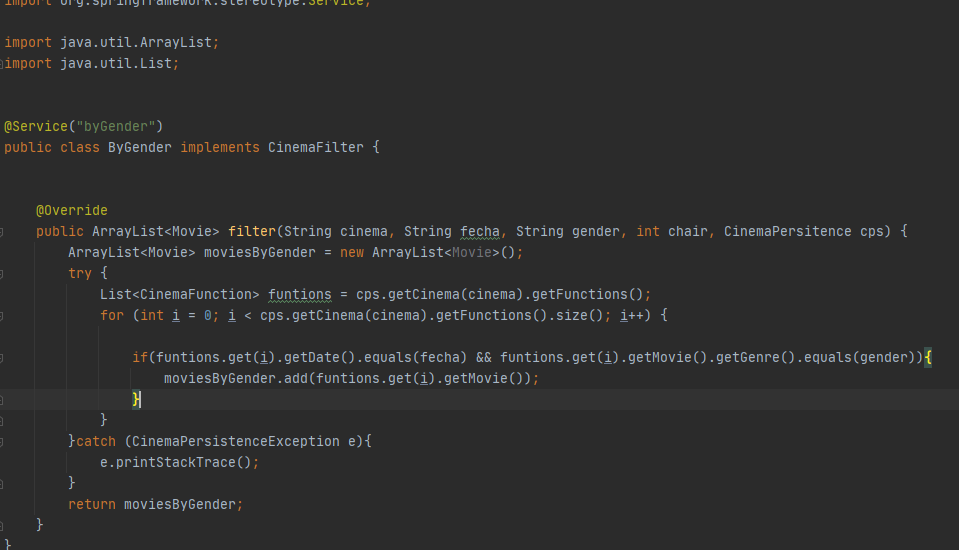 import org.springframework.stereotype.Service;
import java.util.ArrayList;
import java.util.List;
@Service("byGender")
public class ByGender implements CinemaFilter {
@Override
public ArrayList<Movie> filter(String cinema, String fecha, String gender, int chair, CinemaPersitence cps) {
ArrayList<Movie> moviesByGender = new ArrayList<Movie>();
try {
List<CinemaFunction> funtions = cps.getCinema(cinema).getFunctions();
for (int i = 0; i < cps.getCinema(cinema).getFunctions().size(); i++) {
if(funtions.get(i).getDate().equals(fecha) && funtions.get(i).getMovie().getGenre().equals(gender)){
moviesByGender.add(funtions.get(i).getMovie());
}
}
}catch (CinemaPersistenceException e){
e.printStackTrace();
}
return moviesByGender;
}
}